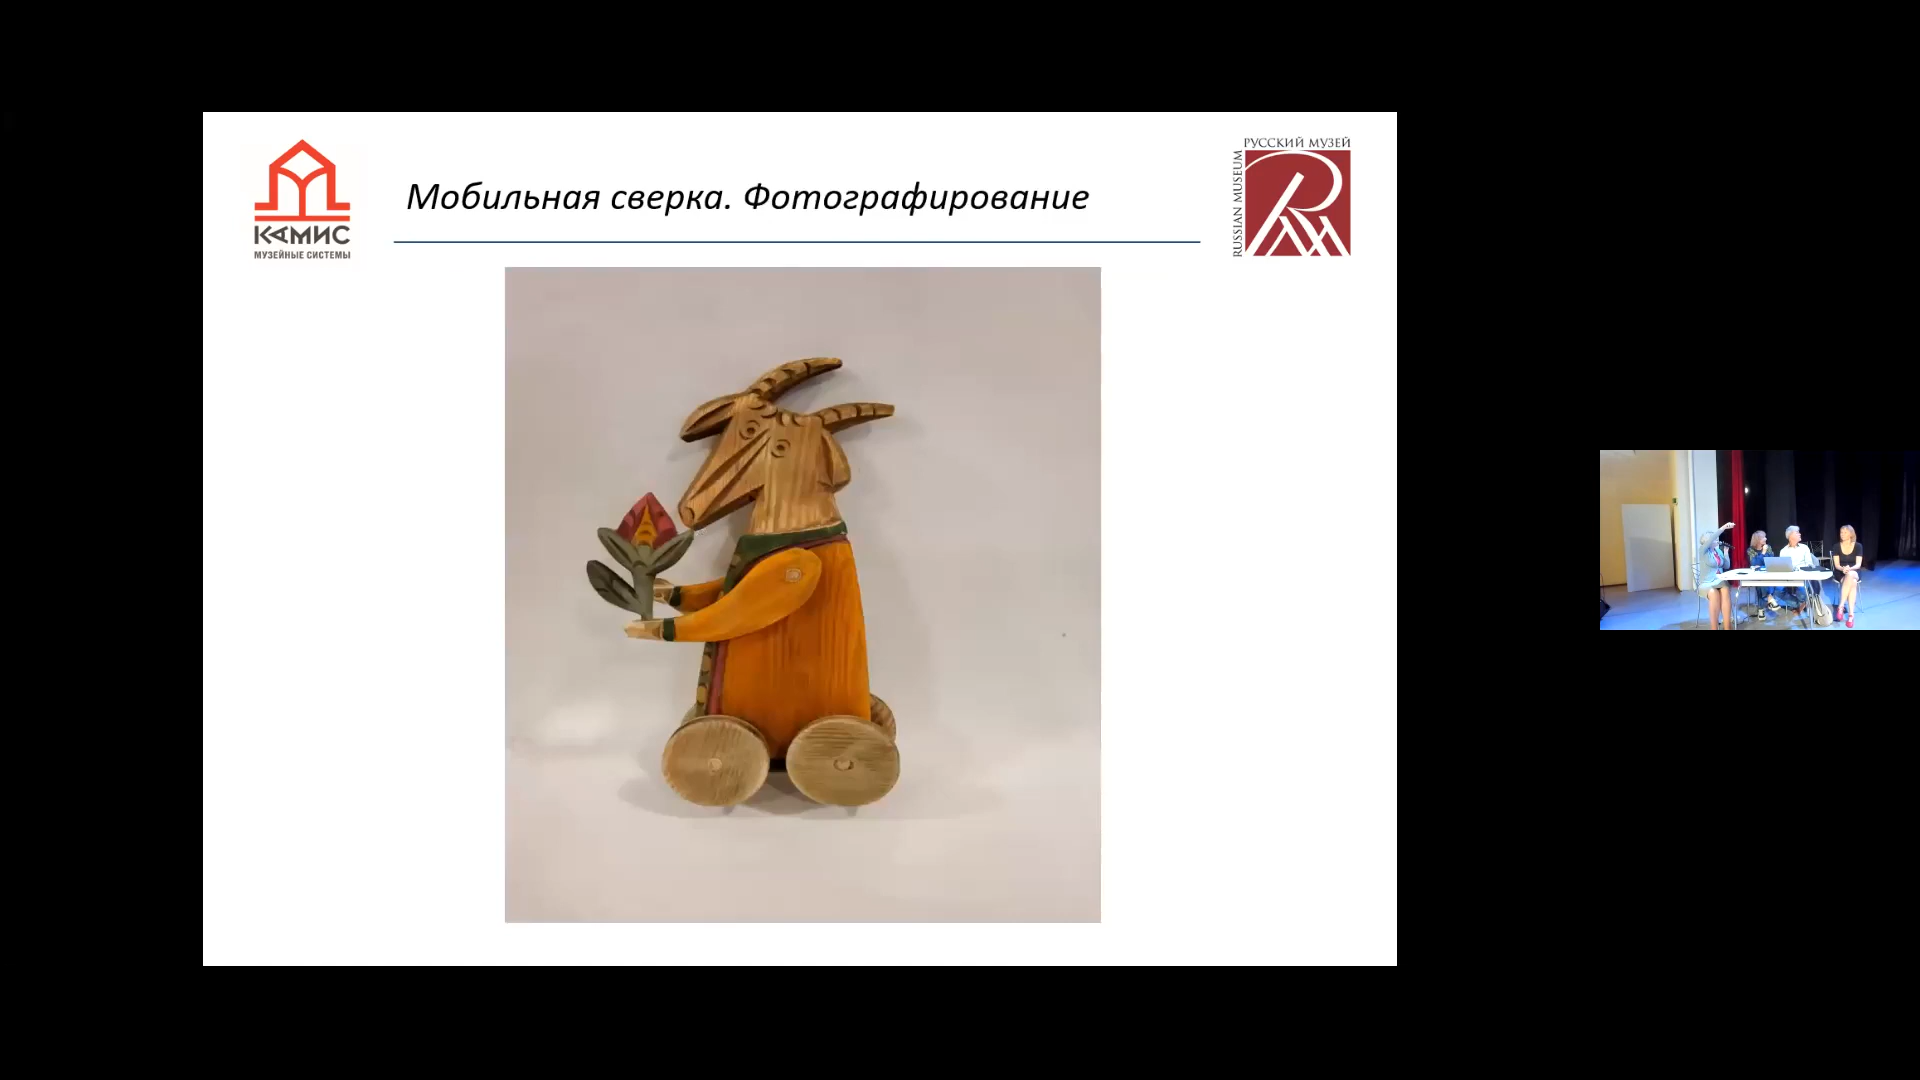 КАМИС
МУЗЕЙНЫЕ СИСТЕМЫ
Мобильная сверка. Фотографирование
РУССКИЙ МУЗЕЙ
RUSSIAN MUSEUM